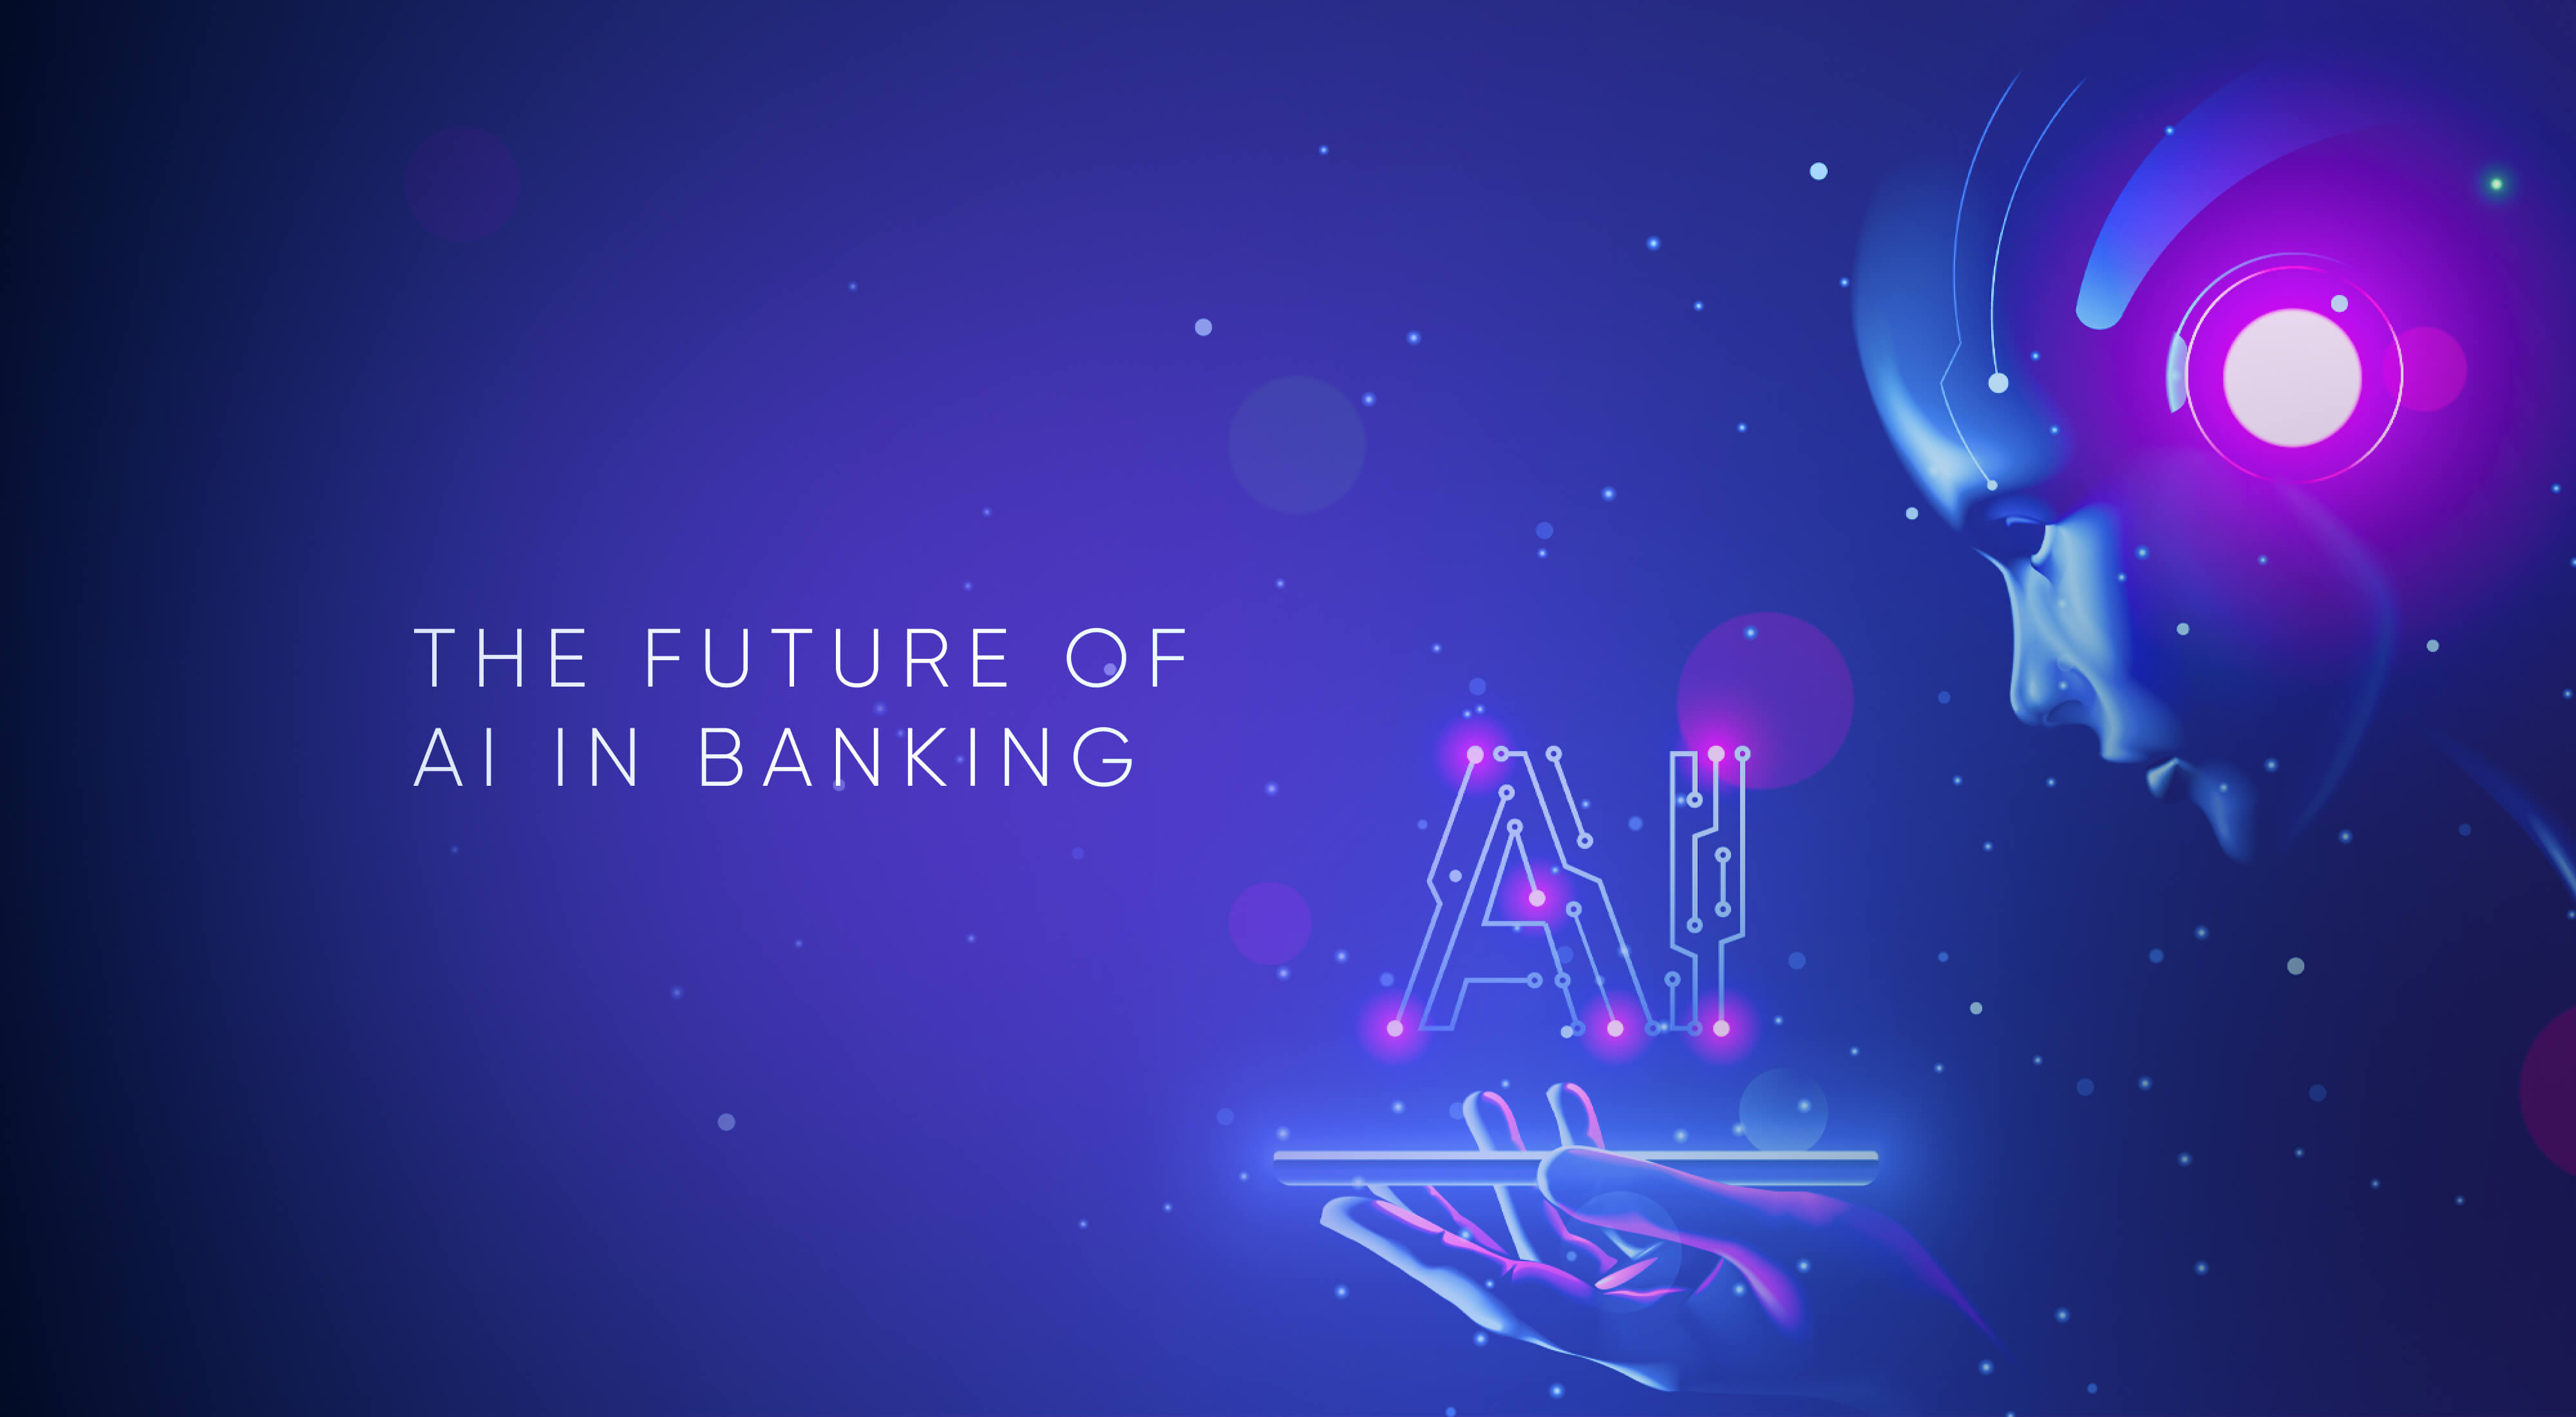 THE FUTURE OF
AI IN BANKING
AI